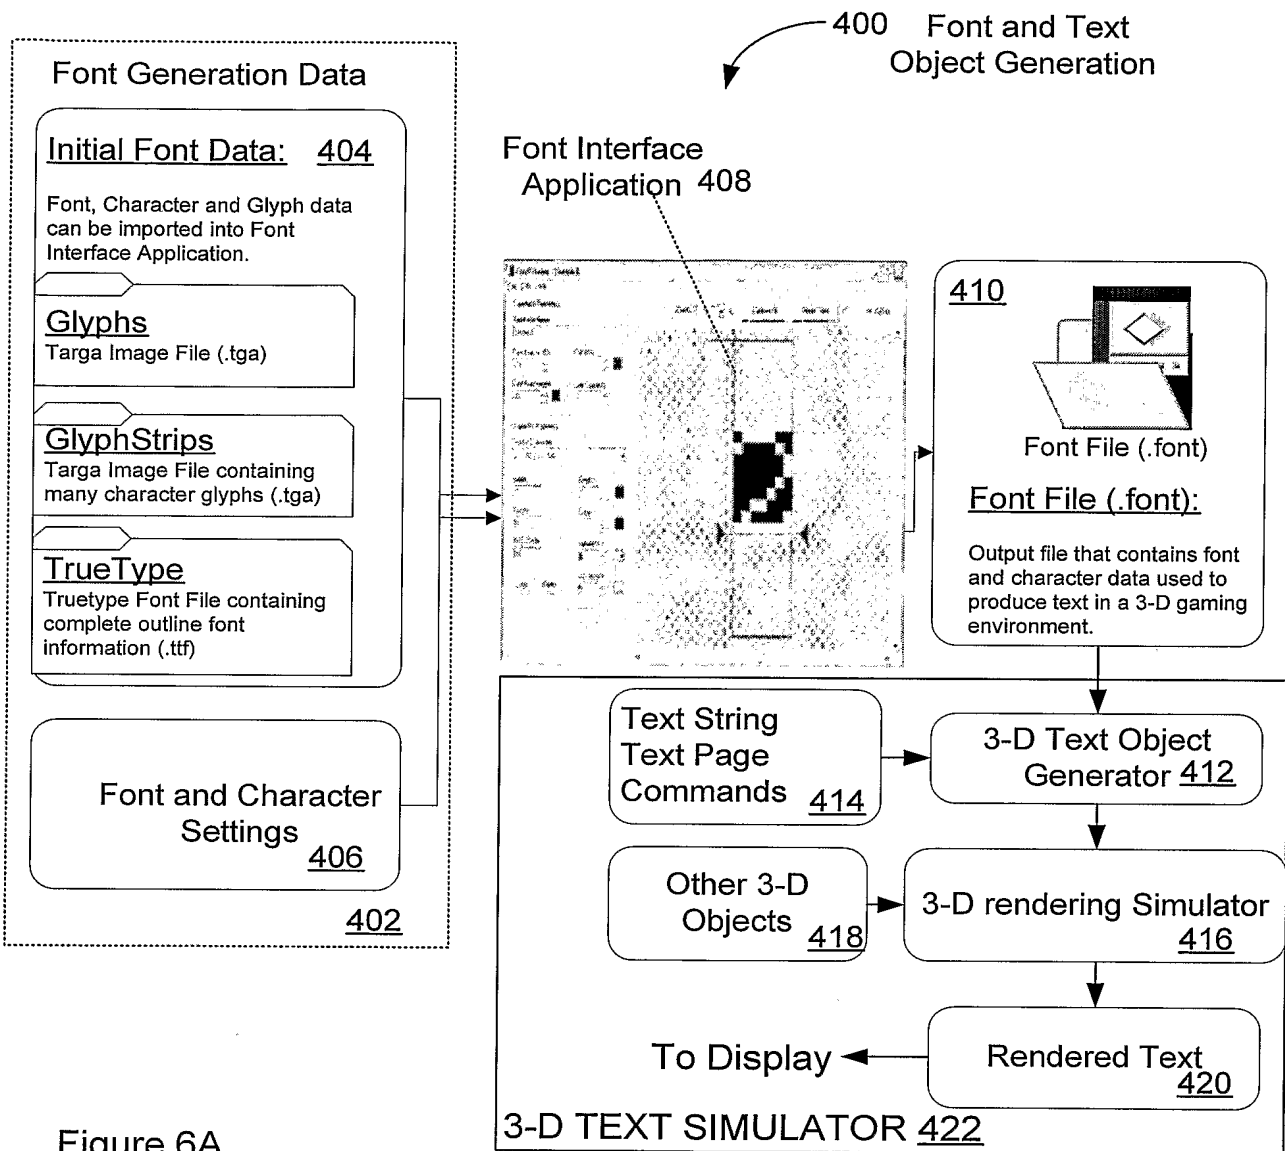 400 Font and Text
Object Generation
Font Generation Data
Initial Font Data: 404
Font, Character and Glyph data
can be imported into Font
Interface Application.
Glyphs
Targa Image File (.tga)
GlyphStrips
Targa Image File containing
many character glyphs (.tga)
TrueType
Truetype Font File containing
complete outline font
information (.ttf)
Font and Character
Settings
406
402
Font Interface
Application 408
410
Font File (.font)
Font File (.font):
Output file that contains font
and character data used to
produce text in a 3-D gaming
environment.
Text String
Text Page
Commands
414
3-D Text Object
Generator 412
Other 3-D
Objects
418
3-D rendering Simulator
416
To Display
Rendered Text
420
3-D TEXT SIMULATOR 422
Figure 6A